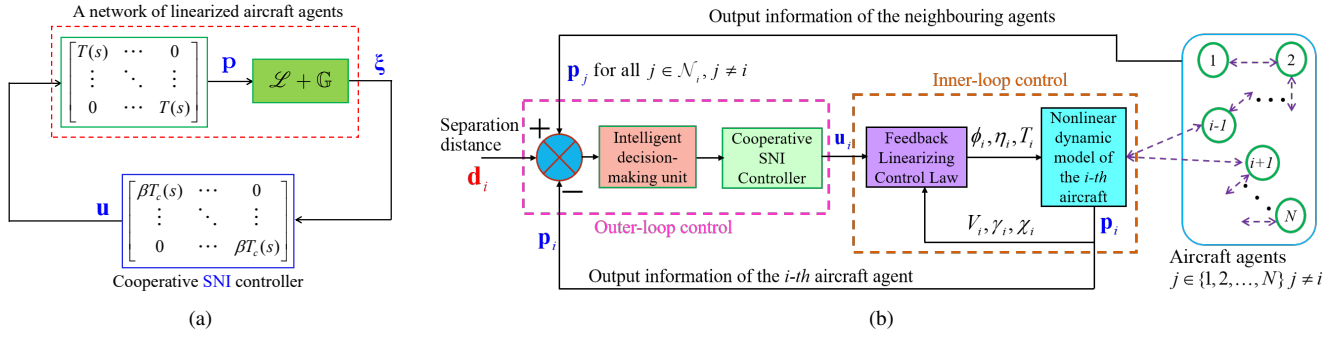 A network of linearized aircraft agents
T(s) ⋯ 0
⋮ ⋱ ⋮
0 ⋯ T(s)
p
ℒ + 𝔾
ξ
u
βT_c(s) ⋯ 0
⋮ ⋱ ⋮
0 ⋯ βT_c(s)
Cooperative SNI controller
(a)
Output information of the neighbouring agents
p_j for all j ∈ 𝒩_i, j ≠ i
Inner-loop control
Separation
distance
d_i
+
−
Intelligent
decision-
making unit
Cooperative
SNI
Controller
u_i
Feedback
Linearizing
Control Law
ϕ_i, η_i, T_i
Nonlinear
dynamic
model of
the i-th
aircraft
Outer-loop control
p_i
V_i, γ_i, χ_i
p_i
Output information of the i-th aircraft agent
1
2
i-1
i+1
N
Aircraft agents
j ∈ {1, 2, ..., N} j ≠ i
(b)